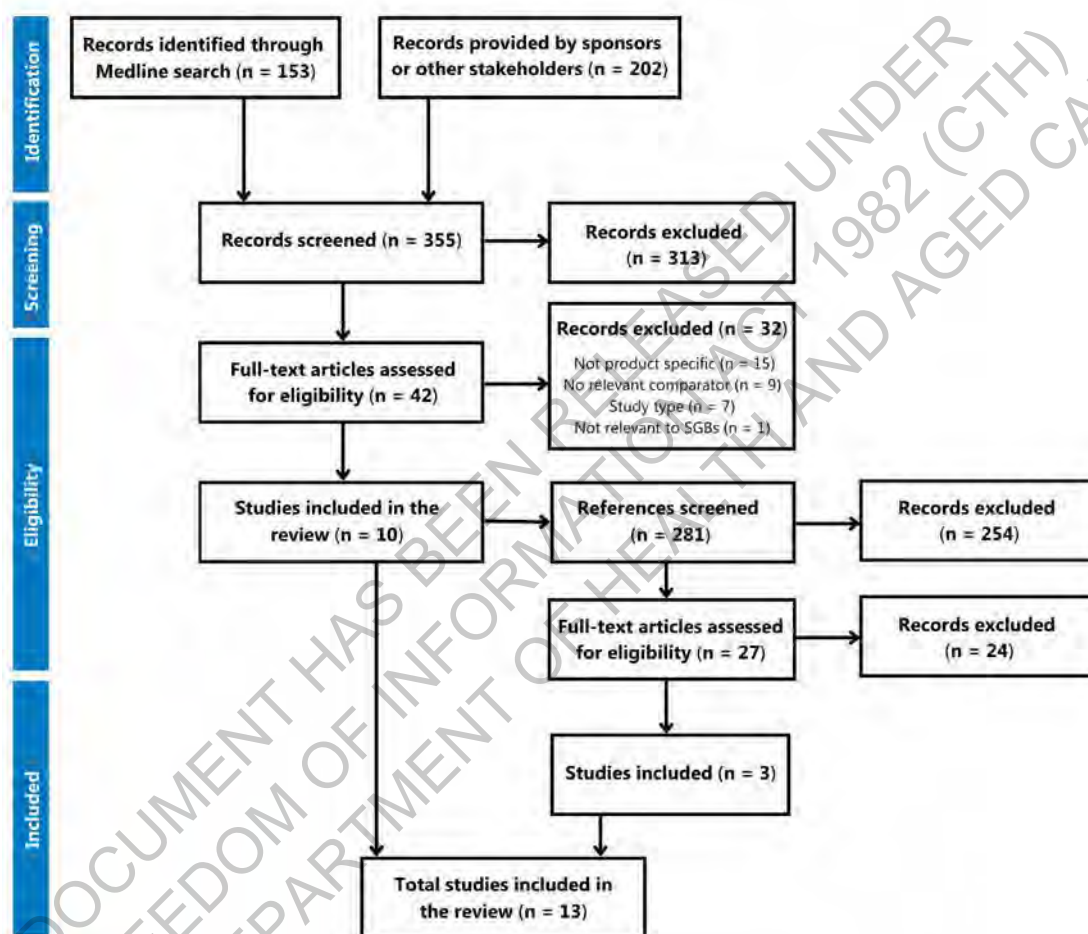 Identification
Records identified through
Medline search (n = 153)
Records provided by sponsors
or other stakeholders (n = 202)
Screening
Records screened (n = 355)
Records excluded
(n = 313)
Eligibility
Full-text articles assessed
for eligibility (n = 42)
Records excluded (n = 32)
Not product specific (n = 15)
No relevant comparator (n = 9)
Study type (n = 7)
Not relevant to SGBs (n = 1)
Studies included in the
review (n = 10)
References screened
(n = 281)
Records excluded
(n = 254)
Full-text articles assessed
for eligibility (n = 27)
Records excluded
(n = 24)
Included
Studies included (n = 3)
Total studies included in
the review (n = 13)
DOCUMENT HAS BEEN RELEASED UNDER
FREEDOM OF INFORMATION ACT 1982 (CTH)
DEPARTMENT OF HEALTH AND AGED